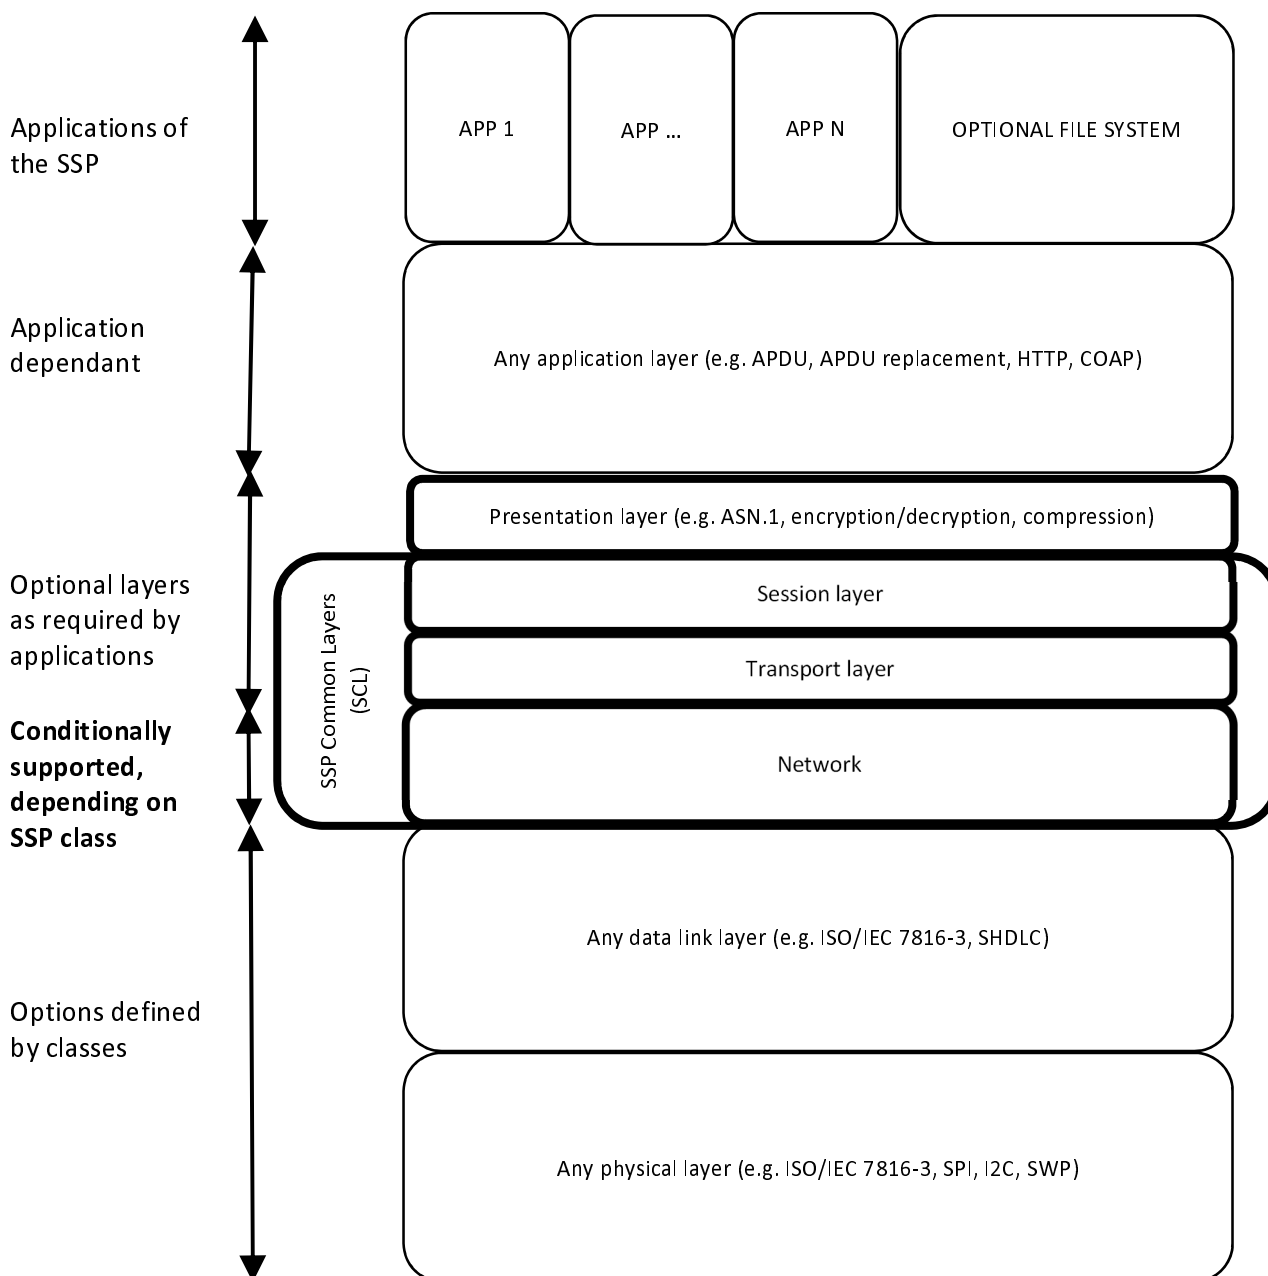 APP 1
APP ...
APP N
OPTIONAL FILE SYSTEM
Applications of
the SSP
Application
dependant
Any application layer (e.g. APDU, APDU replacement, HTTP, COAP)
Presentation layer (e.g. ASN.1, encryption/decryption, compression)
Optional layers
as required by
applications
Session layer
Transport layer
SSP Common Layers
(SCL)
Conditionally
supported,
depending on
SSP class
Network
Any data link layer (e.g. ISO/IEC 7816-3, SHDLC)
Options defined
by classes
Any physical layer (e.g. ISO/IEC 7816-3, SPI, I2C, SWP)